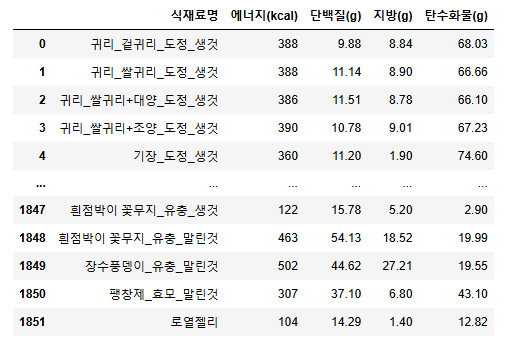 식재료명 에너지(kcal) 단백질(g) 지방(g) 탄수화물(g)
0 귀리_겉귀리_도정_생것 388 9.88 8.84 68.03
1 귀리_쌀귀리_도정_생것 388 11.14 8.90 66.66
2 귀리_쌀귀리+대양_도정_생것 386 11.51 8.78 66.10
3 귀리_쌀귀리+조양_도정_생것 390 10.78 9.01 67.23
4 기장_도정_생것 360 11.20 1.90 74.60
... ... ... ... ... ...
1847 흰점박이 꽃무지_유충_생것 122 15.78 5.20 2.90
1848 흰점박이 꽃무지_유충_말린것 463 54.13 18.52 19.99
1849 장수풍뎅이_유충_말린것 502 44.62 27.21 19.55
1850 팽창제_효모_말린것 307 37.10 6.80 43.10
1851 로열젤리 104 14.29 1.40 12.82